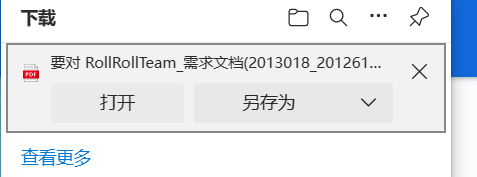 下载
要对 RollRollTeam_需求文档(2013018_201261...
PDF
打开
另存为
查看更多